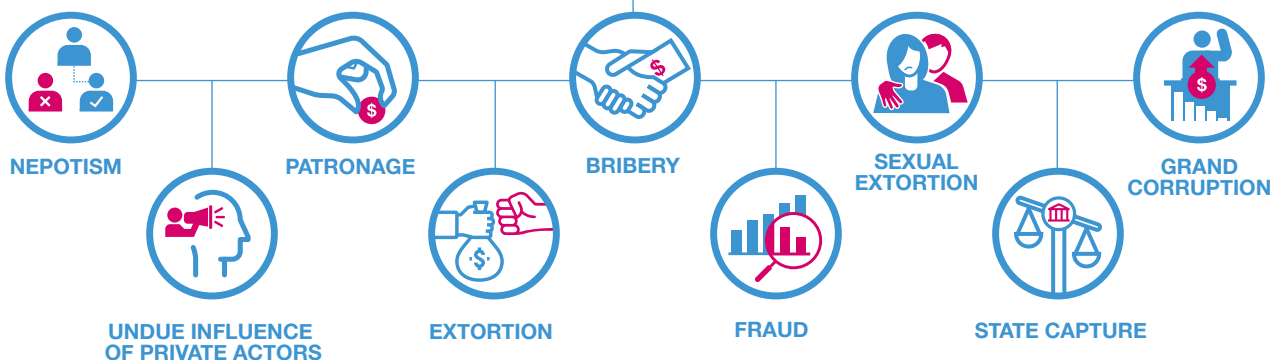 NEPOTISM
PATRONAGE
BRIBERY
SEXUAL
EXTORTION
GRAND
CORRUPTION
UNDUE INFLUENCE
OF PRIVATE ACTORS
EXTORTION
FRAUD
STATE CAPTURE